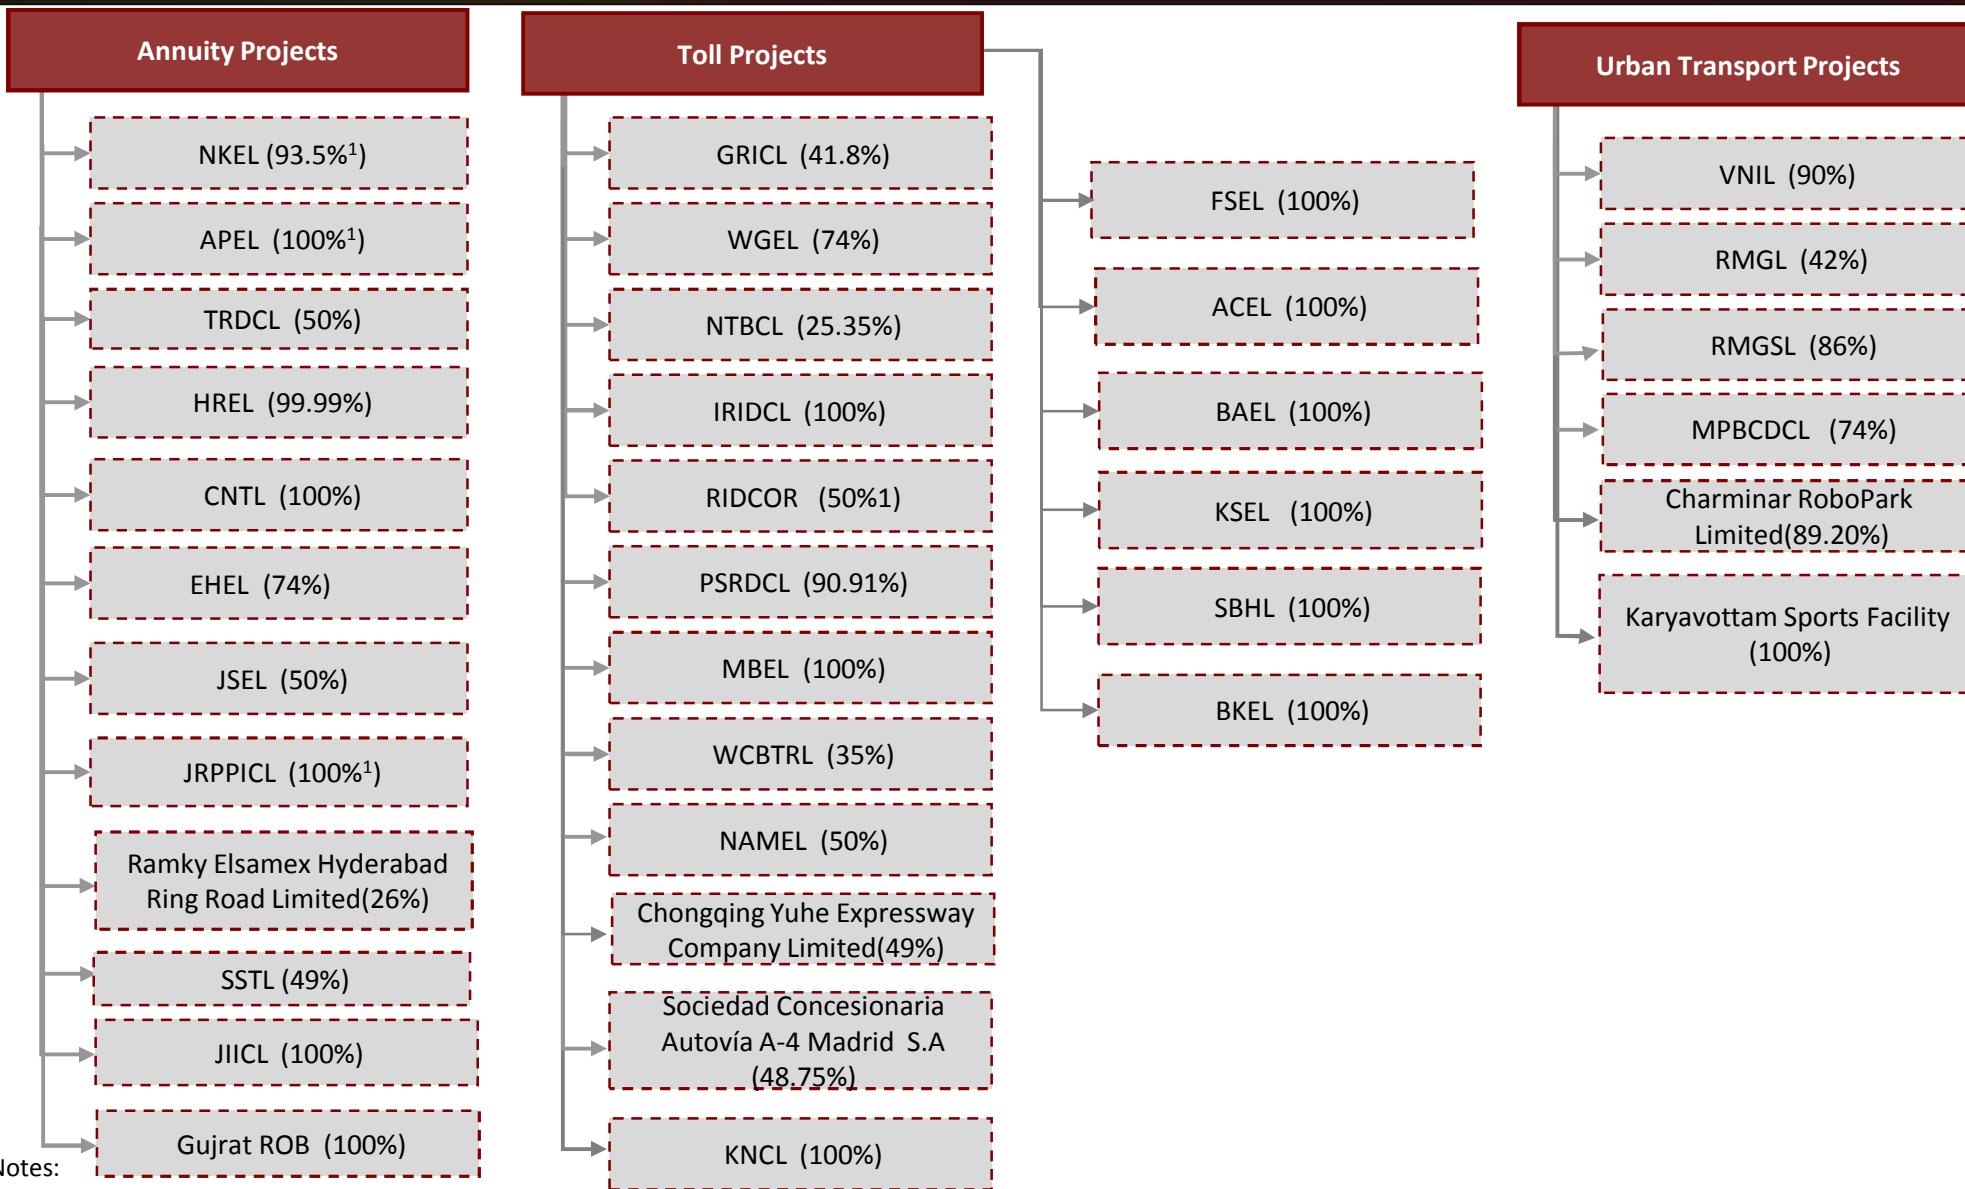 Annuity Projects
NKEL (93.5%¹)
APEL (100%¹)
TRDCL (50%)
HREL (99.99%)
CNTL (100%)
EHEL (74%)
JSEL (50%)
JRPPICL (100%¹)
Ramky Elsamex Hyderabad
Ring Road Limited(26%)
SSTL (49%)
JIICL (100%)
Gujrat ROB (100%)
Toll Projects
GRICL (41.8%)
WGEL (74%)
NTBCL (25.35%)
IRIDCL (100%)
RIDCOR (50%1)
PSRDCL (90.91%)
MBEL (100%)
WCBTRL (35%)
NAMEL (50%)
Chongqing Yuhe Expressway
Company Limited(49%)
Sociedad Concesionaria
Autovía A-4 Madrid S.A
(48.75%)
KNCL (100%)
FSEL (100%)
ACEL (100%)
BAEL (100%)
KSEL (100%)
SBHL (100%)
BKEL (100%)
Urban Transport Projects
VNIL (90%)
RMGL (42%)
RMGSL (86%)
MPBCDCL (74%)
Charminar RoboPark
Limited(89.20%)
Karyavottam Sports Facility
(100%)
Notes: